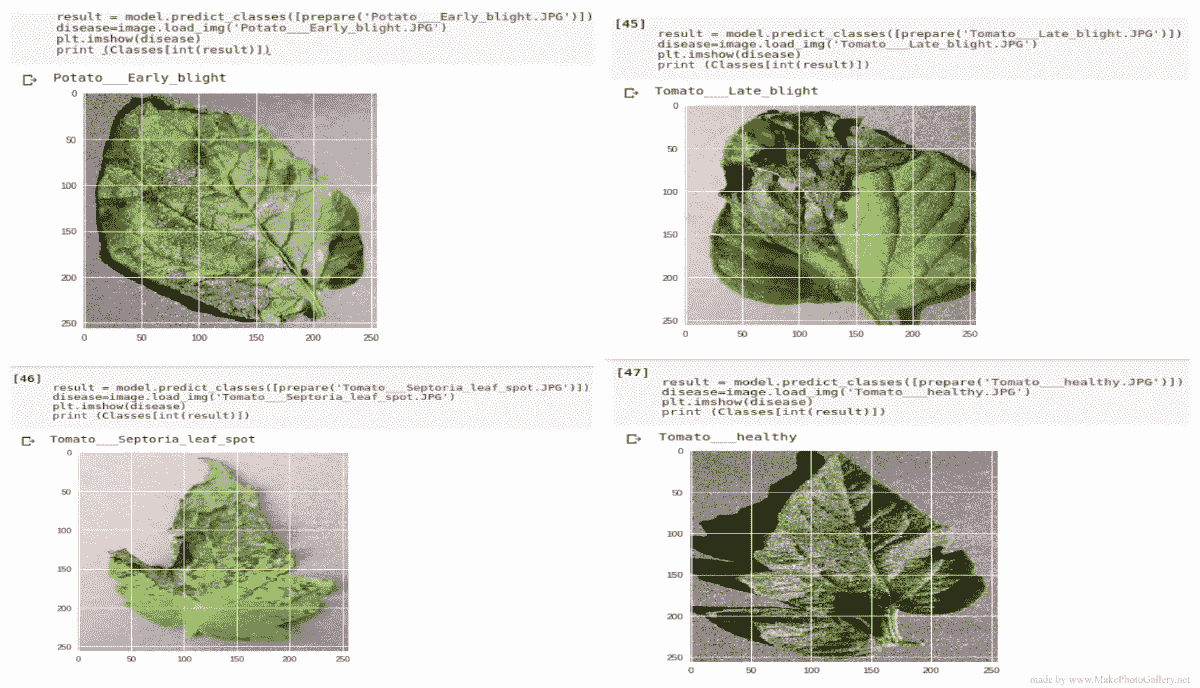 result = model.predict_classes([prepare('Potato___Early_blight.JPG')])
disease=image.load_img('Potato___Early_blight.JPG')
plt.imshow(disease)
print (Classes[int(result)])
Potato___Early_blight
0
50
100
150
200
250
0 50 100 150 200 250
[45]
result = model.predict_classes([prepare('Tomato___Late_blight.JPG')])
disease=image.load_img('Tomato___Late_blight.JPG')
plt.imshow(disease)
print (Classes[int(result)])
Tomato___Late_blight
0
50
100
150
200
250
0 50 100 150 200 250
[46]
result = model.predict_classes([prepare('Tomato___Septoria_leaf_spot.JPG')])
disease=image.load_img('Tomato___Septoria_leaf_spot.JPG')
plt.imshow(disease)
print (Classes[int(result)])
Tomato___Septoria_leaf_spot
0
50
100
150
200
250
0 50 100 150 200 250
[47]
result = model.predict_classes([prepare('Tomato___healthy.JPG')])
disease=image.load_img('Tomato___healthy.JPG')
plt.imshow(disease)
print (Classes[int(result)])
Tomato___healthy
0
50
100
150
200
250
0 50 100 150 200 250
made by www.MakePhotoGallery.net